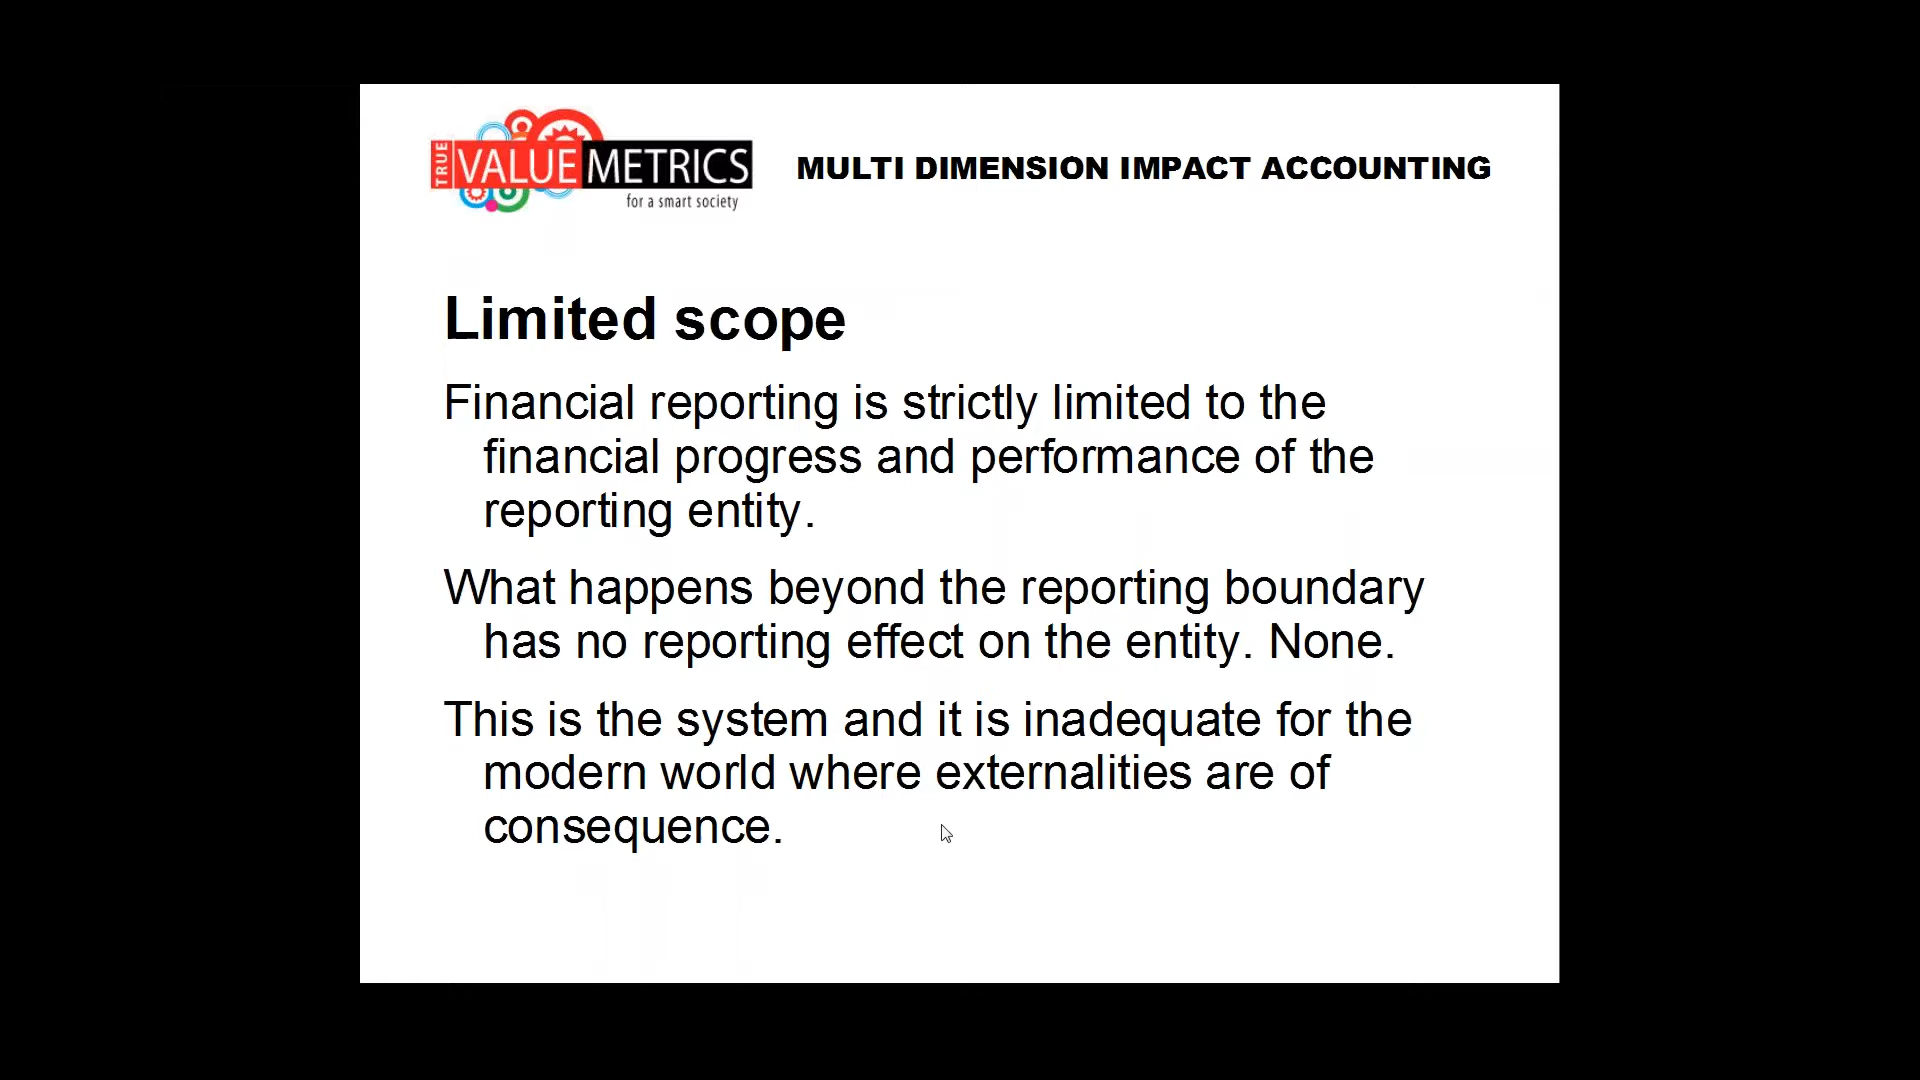 TRUE VALUE METRICS
for a smart society
MULTI DIMENSION IMPACT ACCOUNTING
Limited scope
Financial reporting is strictly limited to the
financial progress and performance of the
reporting entity.
What happens beyond the reporting boundary
has no reporting effect on the entity. None.
This is the system and it is inadequate for the
modern world where externalities are of
consequence.